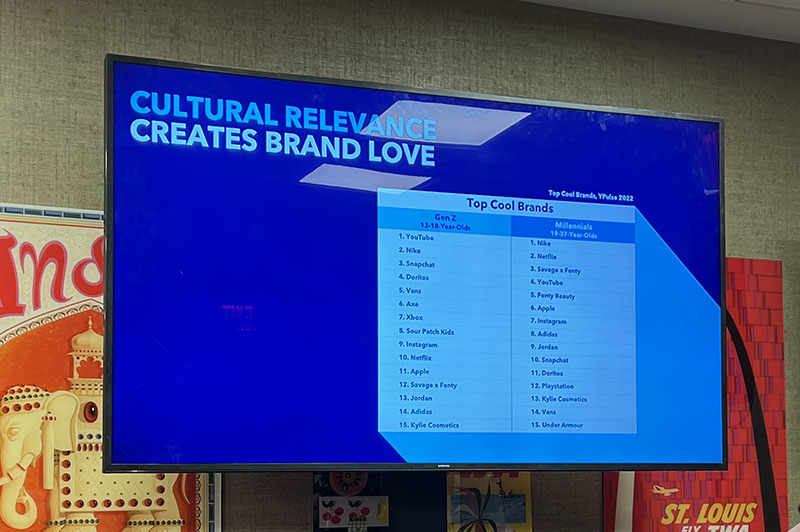 CULTURAL RELEVANCE
CREATES BRAND LOVE
Top Cool Brands, YPulse 2022
Top Cool Brands
Gen Z
13-18-Year-Olds
1. YouTube
2. Nike
3. Snapchat
4. Doritos
5. Vans
6. Axe
7. Xbox
8. Sour Patch Kids
9. Instagram
10. Netflix
11. Apple
12. Savage x Fenty
13. Jordan
14. Adidas
15. Kylie Cosmetics
Millennials
19-37-Year-Olds
1. Nike
2. Netflix
3. Savage x Fenty
4. YouTube
5. Fenty Beauty
6. Apple
7. Instagram
8. Adidas
9. Jordan
10. Snapchat
11. Doritos
12. Playstation
13. Kylie Cosmetics
14. Vans
15. Under Armour
SAMSUNG
EXIT
Ind
ST. LOUIS
FLY TWA